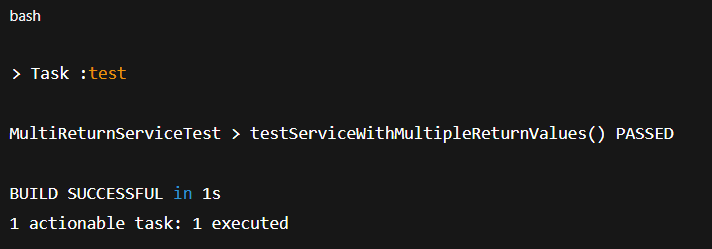 bash
> Task :test
MultiReturnServiceTest > testServiceWithMultipleReturnValues() PASSED
BUILD SUCCESSFUL in 1s
1 actionable task: 1 executed